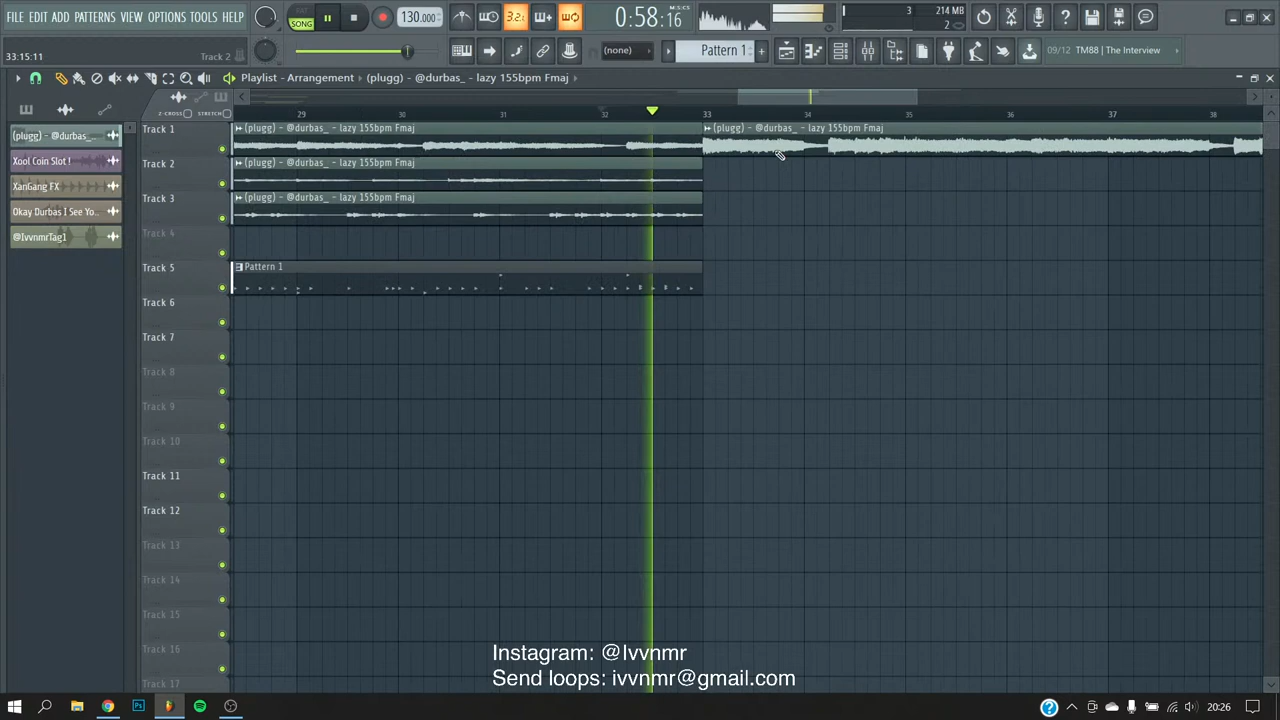 FILE EDIT ADD PATTERNS VIEW OPTIONS TOOLS HELP
PAT
SONG
130.000
3.2.
0:58:16
M:S:CS
3
214 MB
2
33:15:11
Track 2
(none)
Pattern 1
+
09/12 TM88 | The Interview
Playlist - Arrangement › (plugg) - @durbas_ - lazy 155bpm Fmaj ›
Z-CROSS
STRETCH
29 30 31 32 33 34 35 36 37 38
(plugg) - @durbas_
Xool Coin Slot !
XanGang FX
Okay Durbas I See Yo..
@IvvnmrTag1
Track 1
(plugg) - @durbas_ - lazy 155bpm Fmaj
(plugg) - @durbas_ - lazy 155bpm Fmaj
Track 2
(plugg) - @durbas_ - lazy 155bpm Fmaj
Track 3
(plugg) - @durbas_ - lazy 155bpm Fmaj
Track 4
Track 5
Pattern 1
Track 6
Track 7
Track 8
Track 9
Track 10
Track 11
Track 12
Track 13
Track 14
Track 15
Track 16
Track 17
Instagram: @Ivvnmr
Send loops: ivvnmr@gmail.com
20:26